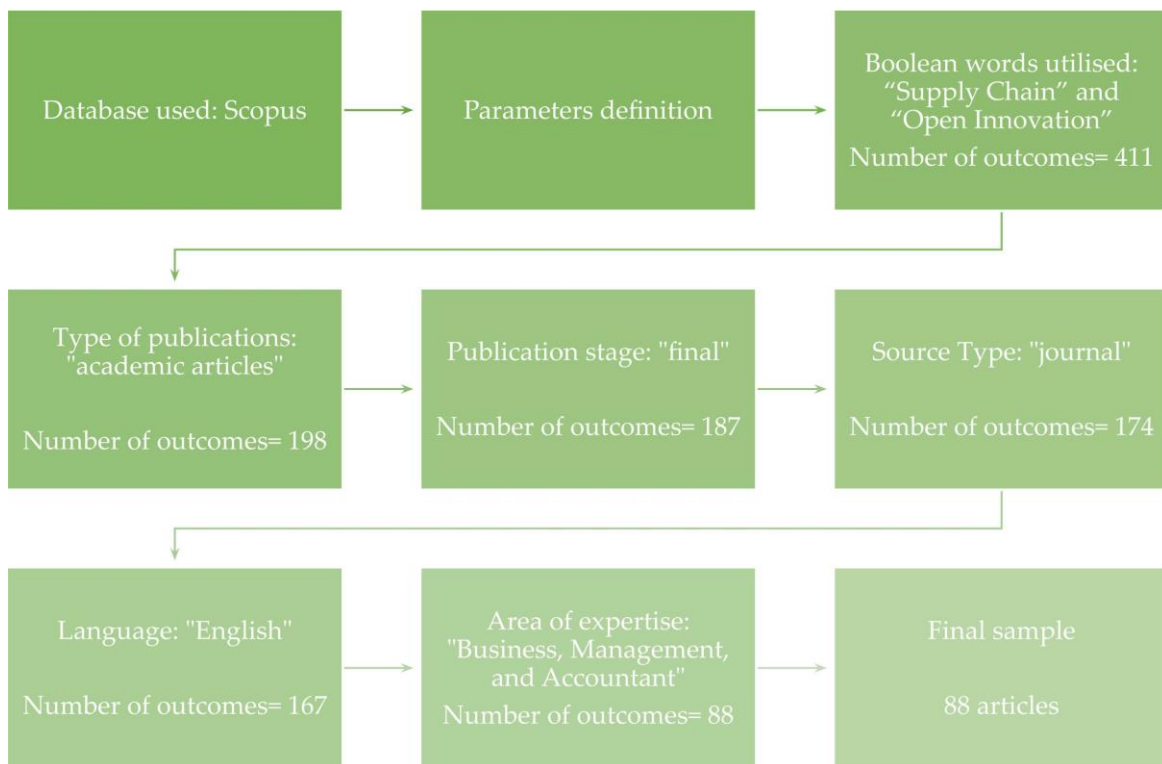 Database used: Scopus
Parameters definition
Boolean words utilised:
“Supply Chain” and
“Open Innovation”
Number of outcomes= 411
Type of publications:
"academic articles"
Number of outcomes= 198
Publication stage: "final"
Number of outcomes= 187
Source Type: "journal"
Number of outcomes= 174
Language: "English"
Number of outcomes= 167
Area of expertise:
"Business, Management,
and Accountant"
Number of outcomes= 88
Final sample
88 articles